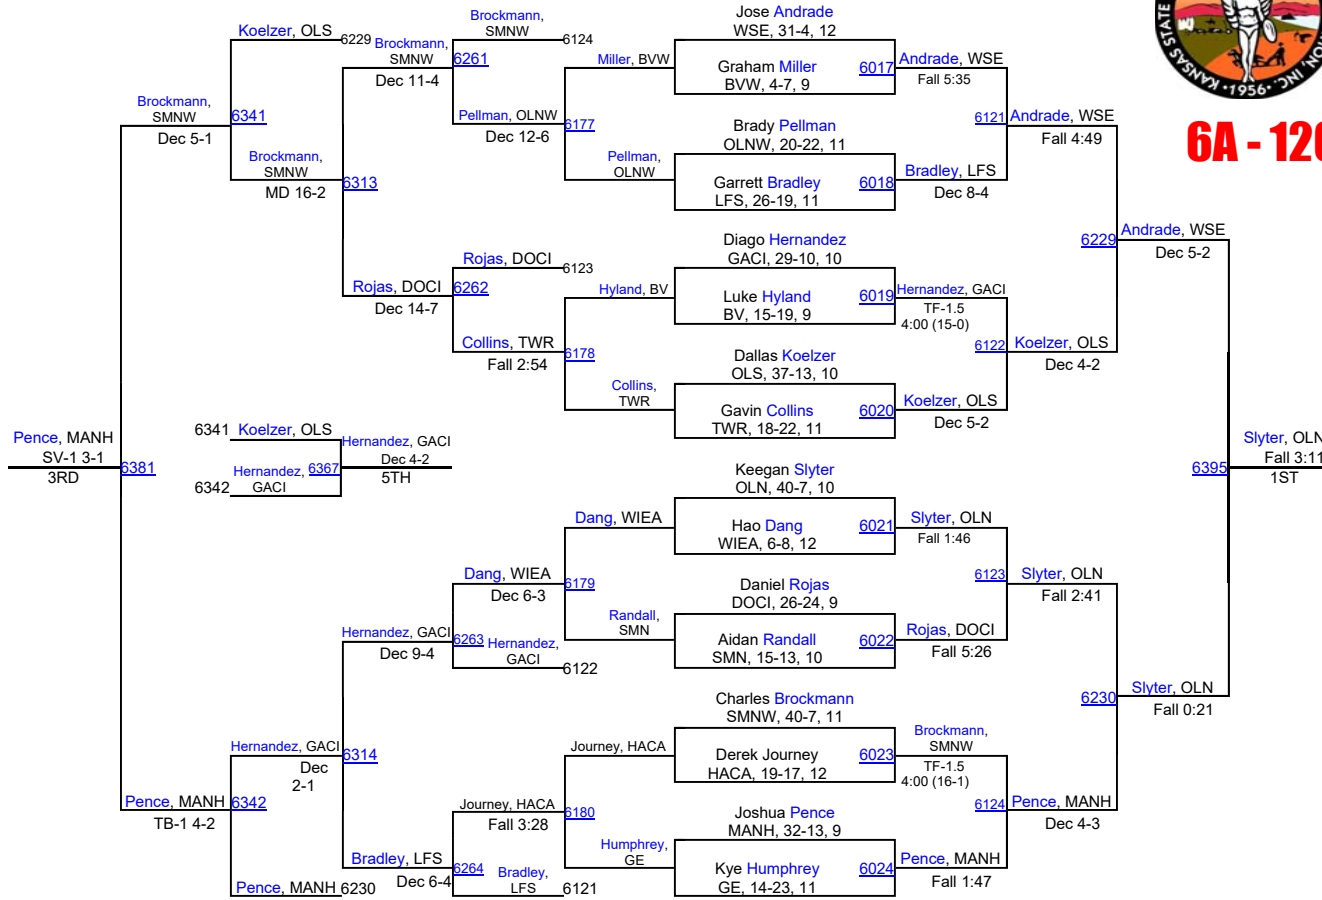 Koelzer, OLS
6229
Brockmann,
SMNW
Dec 5-1
6341
Brockmann,
SMNW
MD 16-2
6313
Brockmann,
SMNW
Dec 11-4
6261
Brockmann,
SMNW
6124
Pellman, OLNW
Dec 12-6
6177
Miller, BVW
Pellman,
OLNW
Rojas, DOCI
Dec 14-7
6262
Rojas, DOCI
6123
Collins, TWR
Fall 2:54
6178
Hyland, BV
Collins,
TWR
Pence, MANH
SV-1 3-1
3RD
6381
6341 Koelzer, OLS
6342
Hernandez,
GACI
6367
Hernandez, GACI
Dec 4-2
5TH
Hernandez, GACI
Dec 9-4
6263
Dang, WIEA
Dec 6-3
6179
Dang, WIEA
Randall,
SMN
Hernandez,
GACI
6122
Hernandez, GACI
Dec
2-1
6314
Pence, MANH
TB-1 4-2
6342
Pence, MANH 6230
Bradley, LFS
Dec 6-4
6264
Journey, HACA
Fall 3:28
6180
Bradley,
LFS
6121
Journey, HACA
Humphrey,
GE
Jose Andrade
WSE, 31-4, 12
Graham Miller
BVW, 4-7, 9
6017
Brady Pellman
OLNW, 20-22, 11
Garrett Bradley
LFS, 26-19, 11
6018
Diago Hernandez
GACI, 29-10, 10
Luke Hyland
BV, 15-19, 9
6019
Dallas Koelzer
OLS, 37-13, 10
Gavin Collins
TWR, 18-22, 11
6020
Keegan Slyter
OLN, 40-7, 10
Hao Dang
WIEA, 6-8, 12
6021
Daniel Rojas
DOCI, 26-24, 9
Aidan Randall
SMN, 15-13, 10
6022
Charles Brockmann
SMNW, 40-7, 11
Derek Journey
HACA, 19-17, 12
6023
Joshua Pence
MANH, 32-13, 9
Kye Humphrey
GE, 14-23, 11
6024
Andrade, WSE
Fall 5:35
Bradley, LFS
Dec 8-4
6121
Andrade, WSE
Fall 4:49
Hernandez, GACI
TF-1.5
4:00 (15-0)
Koelzer, OLS
Dec 5-2
6122
Koelzer, OLS
Dec 4-2
6229
Andrade, WSE
Dec 5-2
Slyter, OLN
Fall 1:46
Rojas, DOCI
Fall 5:26
6123
Slyter, OLN
Fall 2:41
Brockmann,
SMNW
TF-1.5
4:00 (16-1)
Pence, MANH
Fall 1:47
6124
Pence, MANH
Dec 4-3
6230
Slyter, OLN
Fall 0:21
6395
Slyter, OLN
Fall 3:11
1ST
KANSAS STATE
ION, INC.
•1956•
6A - 126